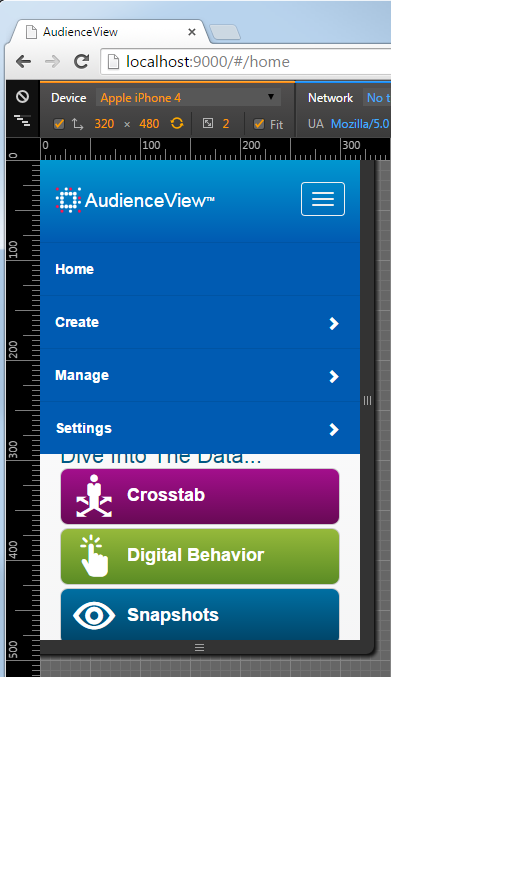 AudienceView
localhost:9000/#/home
Device Apple iPhone 4 Network No t
320 × 480 2 Fit UA Mozilla/5.0
0 100 200 300
0
100
200
300
400
500
AudienceView™
Home
Create
Manage
Settings
Dive Into The Data...
Crosstab
Digital Behavior
Snapshots